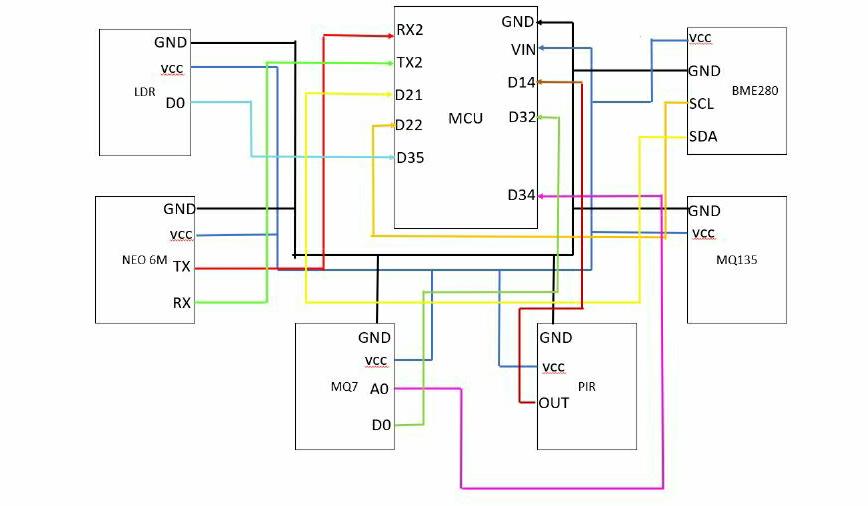 LDR
GND
vcc
D0
MCU
RX2
TX2
D21
D22
D35
GND
VIN
D14
D32
D34
BME280
vcc
GND
SCL
SDA
NEO 6M
GND
vcc
TX
RX
MQ135
GND
vcc
MQ7
GND
vcc
A0
D0
PIR
GND
vcc
OUT